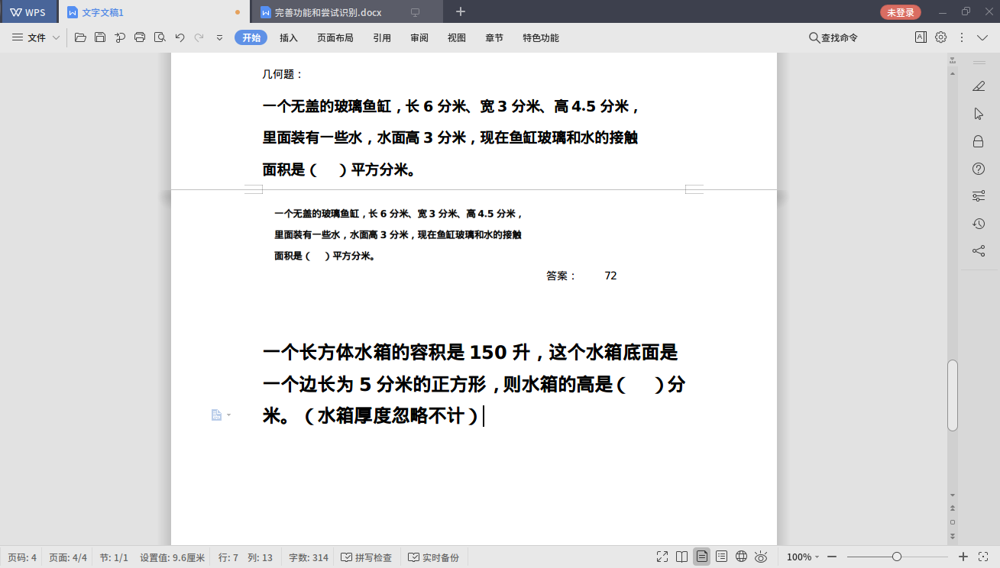 WPS 文字文稿1 完善功能和尝试识别.docx 未登录
文件 开始 插入 页面布局 引用 审阅 视图 章节 特色功能 查找命令
几何题：
一个无盖的玻璃鱼缸，长 6 分米、宽 3 分米、高 4.5 分米，
里面装有一些水，水面高 3 分米，现在鱼缸玻璃和水的接触
面积是（ ）平方分米。
一个无盖的玻璃鱼缸，长 6 分米、宽 3 分米、高 4.5 分米，
里面装有一些水，水面高 3 分米，现在鱼缸玻璃和水的接触
面积是（ ）平方分米。
答案： 72
一个长方体水箱的容积是 150 升，这个水箱底面是
一个边长为 5 分米的正方形，则水箱的高是（ ）分
米。（水箱厚度忽略不计）
页码: 4 页面: 4/4 节: 1/1 设置值: 9.6厘米 行: 7 列: 13 字数: 314 拼写检查 实时备份 100%